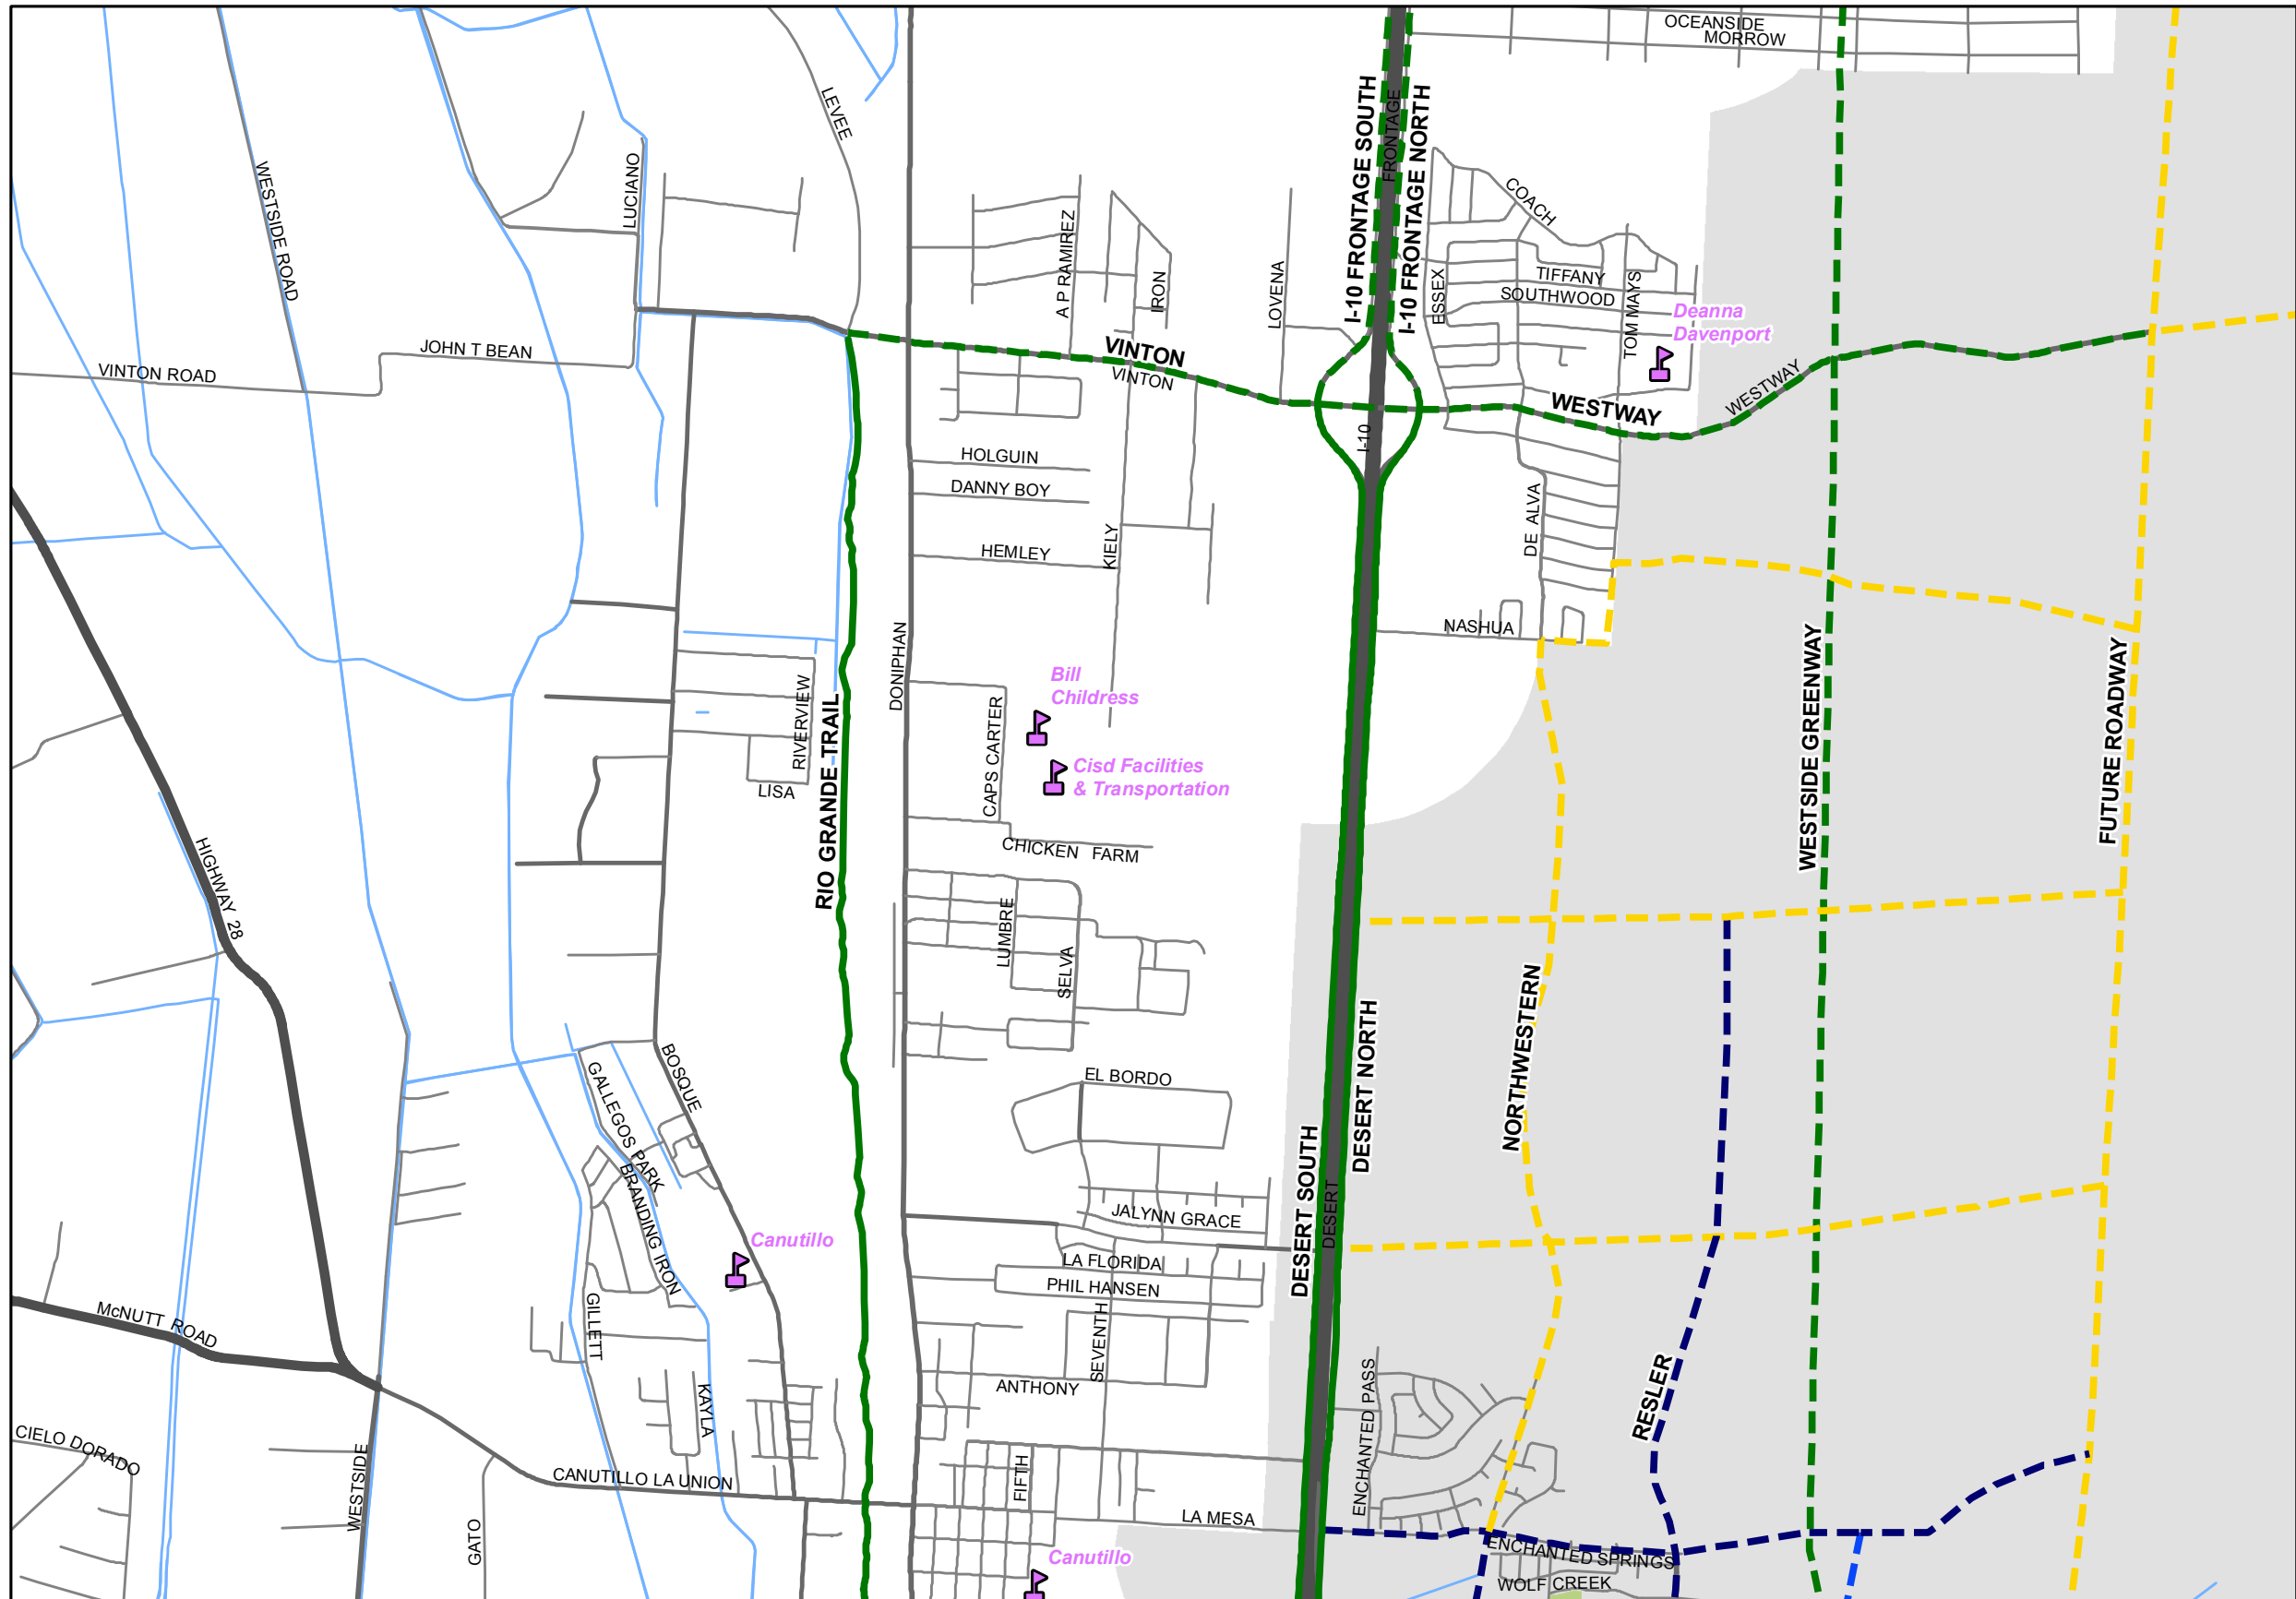 OCEANSIDE
MORROW
LEVEE
FRONTAGE
I-10 FRONTAGE SOUTH
I-10 FRONTAGE NORTH
WESTSIDE ROAD
LUCIANO
COACH
A P RAMIREZ
IRON
LOVENA
ESSEX
TIFFANY
SOUTHWOOD
TOM MAYS
Deanna
Davenport
JOHN T BEAN
VINTON ROAD
VINTON
VINTON
WESTWAY
WESTWAY
I-10
HOLGUIN
DANNY BOY
HEMLEY
KIELY
DE ALVA
NASHUA
DONIPHAN
RIVERVIEW
LISA
RIO GRANDE TRAIL
Bill
Childress
CAPS CARTER
Cisd Facilities
& Transportation
CHICKEN FARM
WESTSIDE GREENWAY
FUTURE ROADWAY
HIGHWAY 28
LUMBRE
SELVA
NORTHWESTERN
DESERT NORTH
DESERT SOUTH
DESERT
BOSQUE
GALLEGOS PARK
BRANDING IRON
EL BORDO
JALYNN GRACE
LA FLORIDA
PHIL HANSEN
Canutillo
GILLETT
SEVENTH
McNUTT ROAD
ANTHONY
KAYLA
ENCHANTED PASS
RESLER
CIELO DORADO
WESTSIDE
CANUTILLO LA UNION
FIFTH
LA MESA
GATO
Canutillo
ENCHANTED SPRINGS
WOLF CREEK